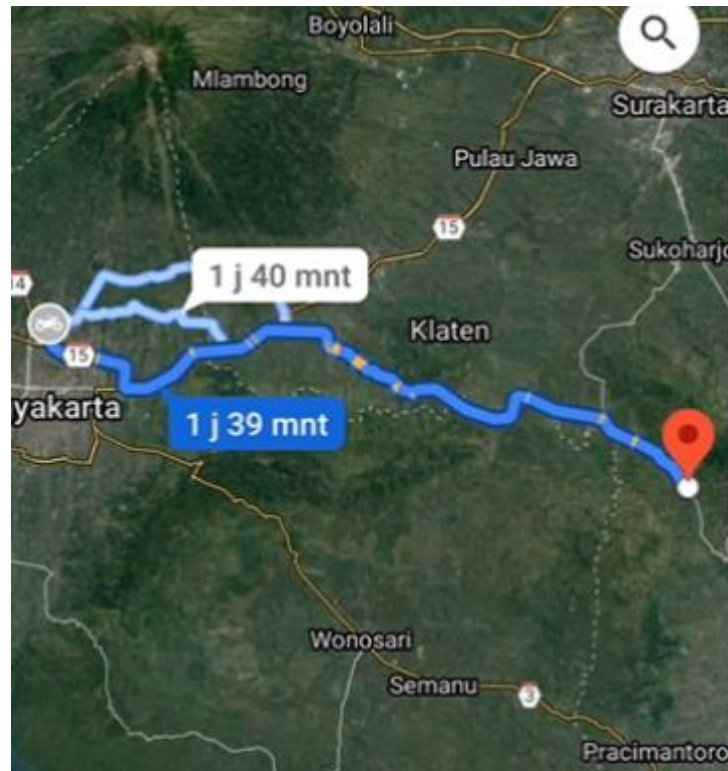 Boyolali
Mlambong
Surakarta
Pulau Jawa
15
Sukoharjo
14
1 j 40 mnt
Klaten
15
yakarta
1 j 39 mnt
Wonosari
Semanu
3
Pracimantoro